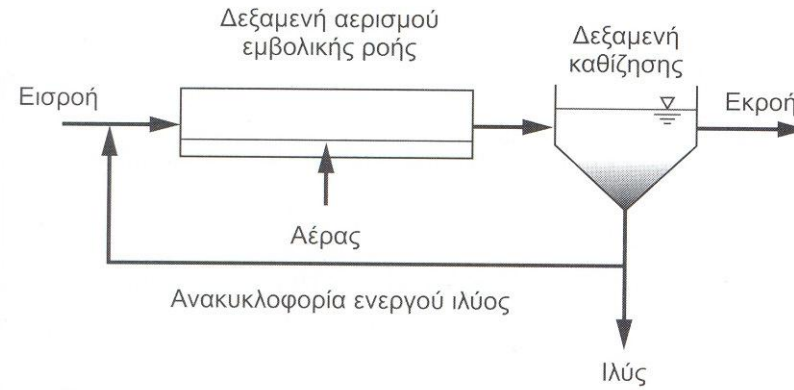 Δεξαμενή αερισμού
εμβολικής ροής
Δεξαμενή
καθίζησης
Εισροή
Εκροή
Αέρας
Ανακυκλοφορία ενεργού ιλύος
Ιλύς